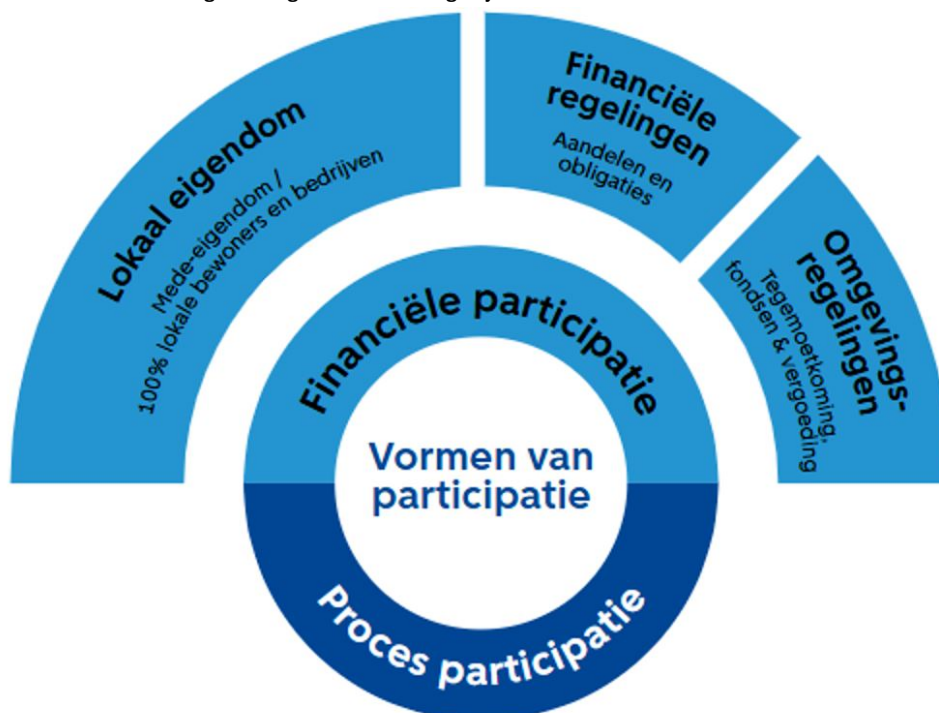 Lokaal eigendom
Mede-eigendom /
100% lokale bewoners en bedrijven
Financiële
regelingen
Aandelen en
obligaties
Omgevings-
regelingen
Tegemoetkoming,
fondsen & vergoeding
Financiële participatie
Vormen van
participatie
Proces participatie